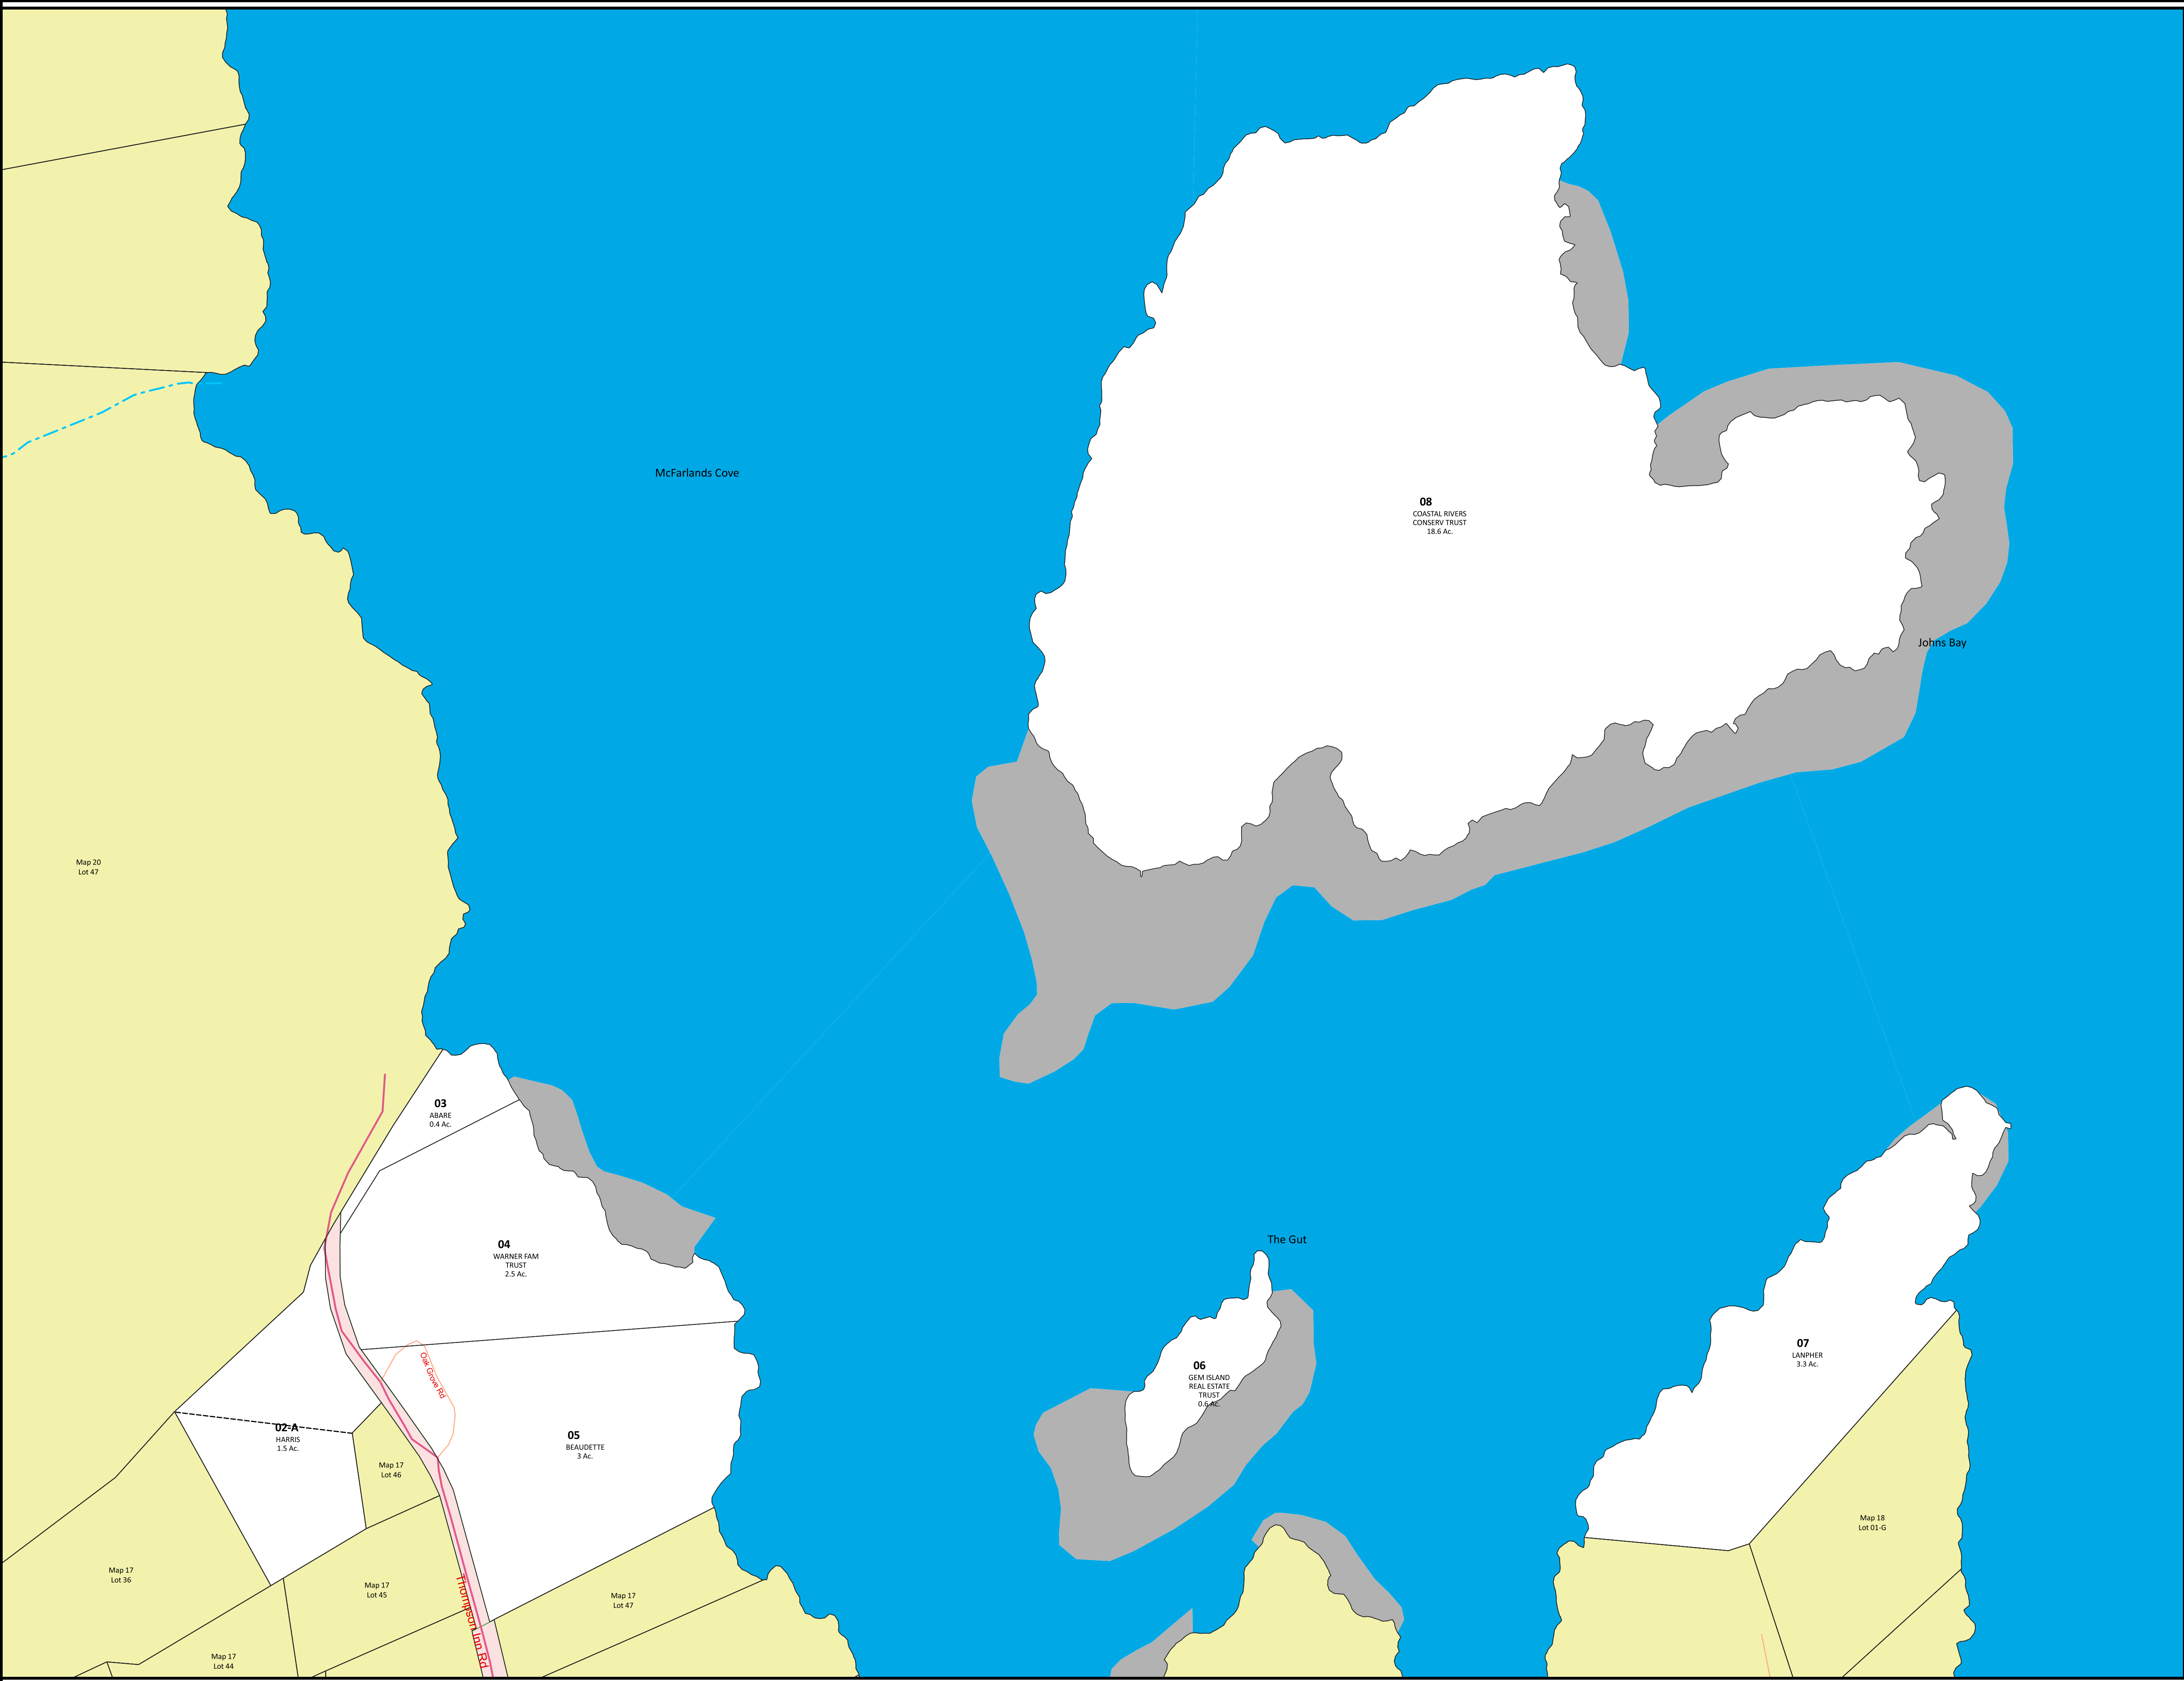 McFarlands Cove
08
COASTAL RIVERS
CONSERV TRUST
18.6 Ac.
Johns Bay
Map 20
Lot 47
03
ABARE
0.4 Ac.
04
WARNER FAM
TRUST
2.5 Ac.
The Gut
Oak Grove Rd
06
GEM ISLAND
REAL ESTATE
TRUST
0.6 Ac.
07
LANPHER
3.3 Ac.
02-A
HARRIS
1.5 Ac.
05
BEAUDETTE
3 Ac.
Map 17
Lot 46
Map 18
Lot 01-G
Map 17
Lot 36
Map 17
Lot 45
Thompson Inn Rd
Map 17
Lot 47
Map 17
Lot 44